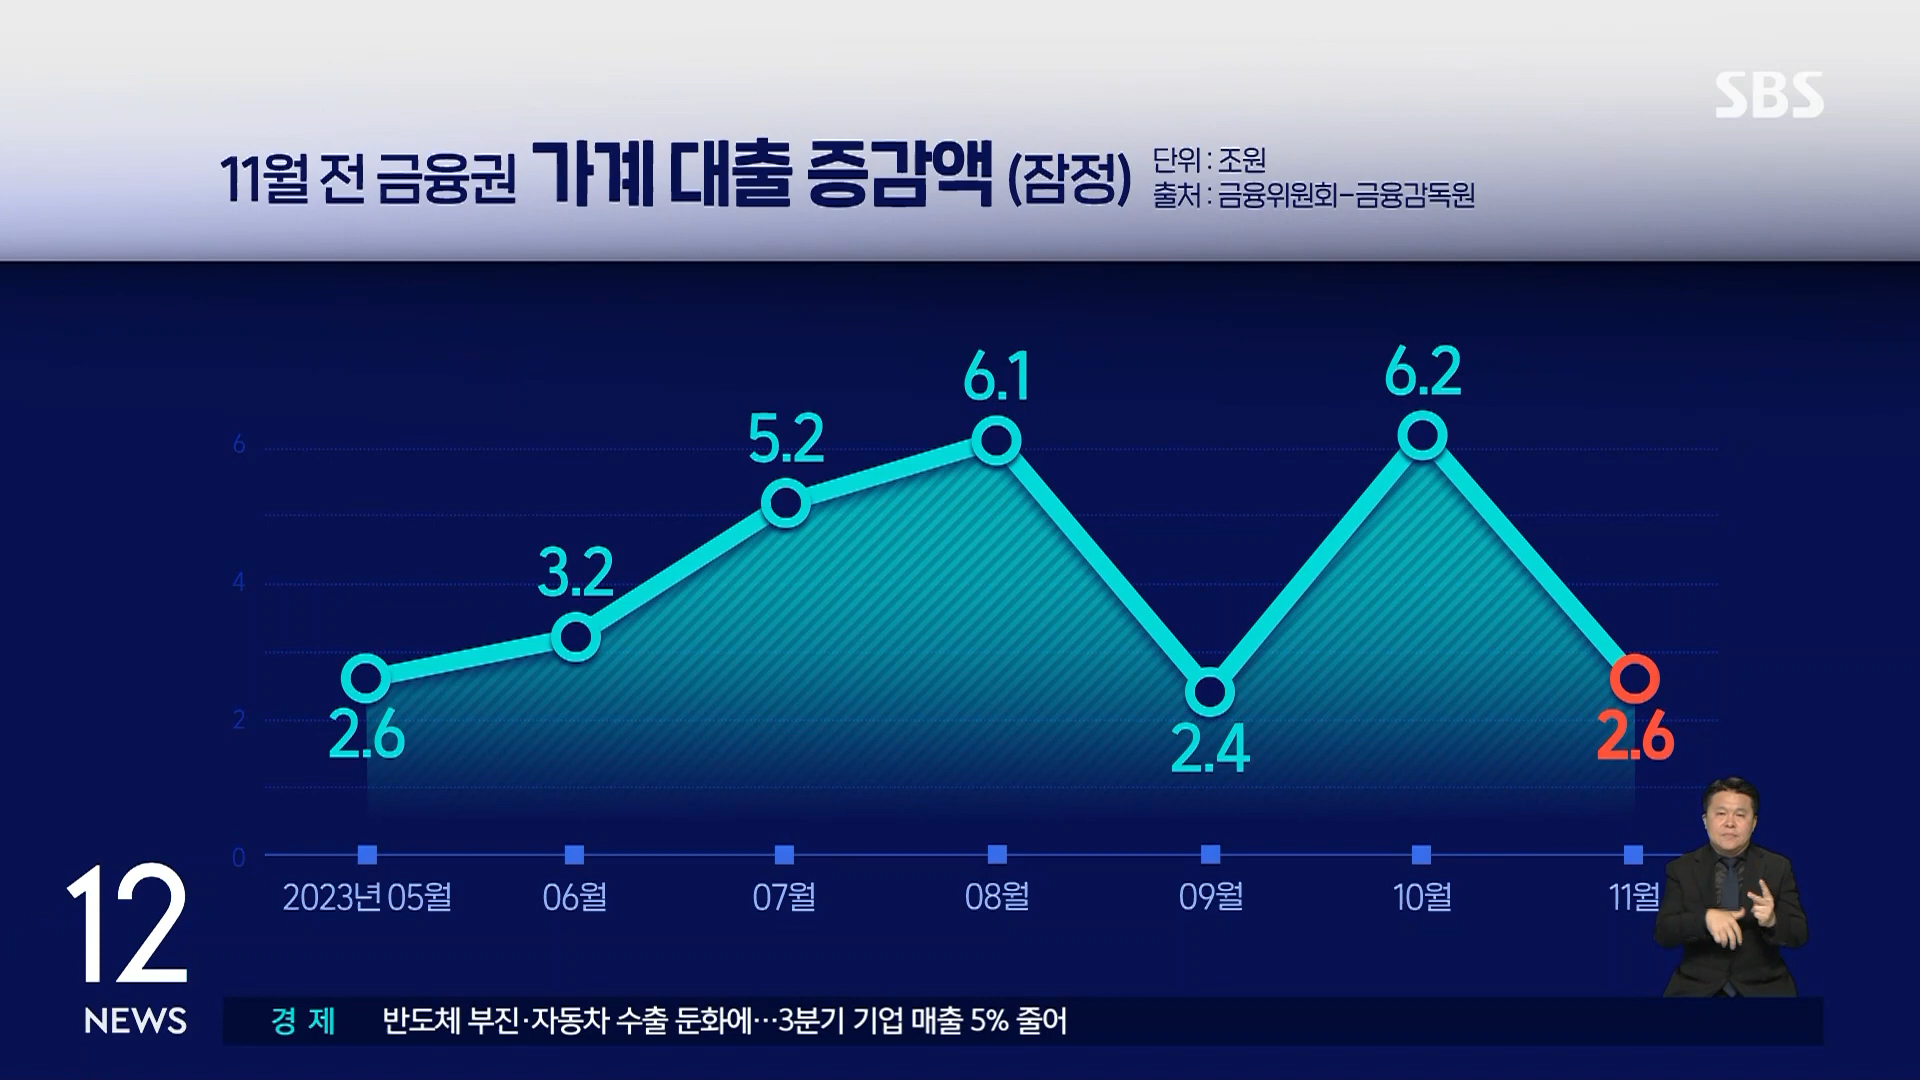 SBS
11월 전 금융권 가계 대출 증감액 (잠정)
단위 : 조원
출처 : 금융위원회-금융감독원
6.1
6.2
5.2
6
3.2
4
2.6
2.4
2.6
2
0
2023년 05월 06월 07월 08월 09월 10월 11월
12
NEWS
경 제 반도체 부진·자동차 수출 둔화에…3분기 기업 매출 5% 줄어